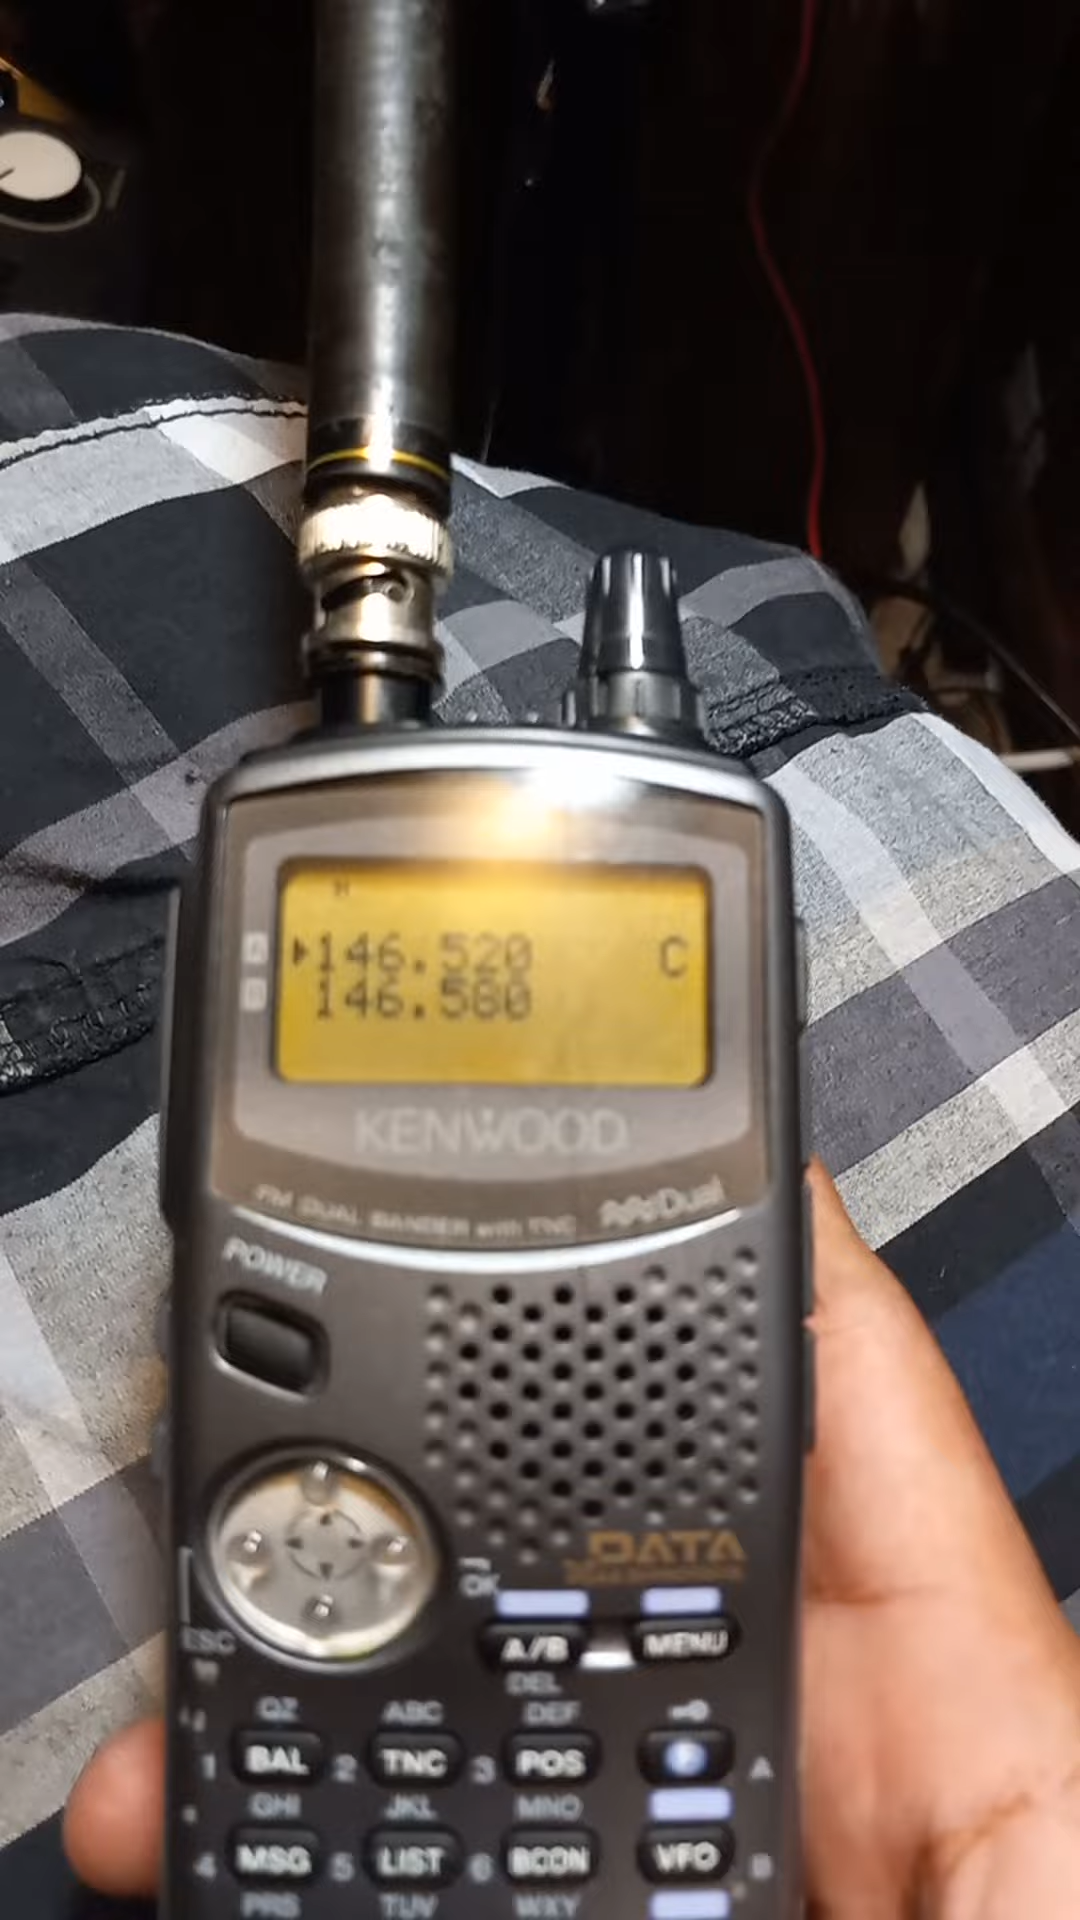 H
A ▸146.520 C
B 146.580
KENWOOD
FM DUAL BANDER with TNC
POWER
DATA
OK
A/B MENU
ESC
DEL
QZ ABC DEF
1 BAL 2 TNC 3 POS A
GHI JKL MNO
4 MSG 5 LIST 6 BCON VFO B
PRS TUV WXY